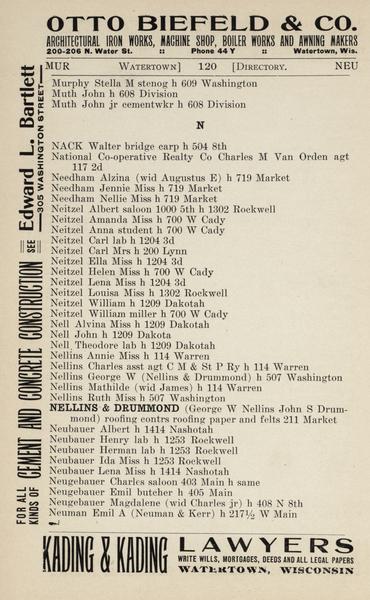 OTTO BIEFELD & CO.
ARCHITECTURAL IRON WORKS, MACHINE SHOP, BOILER WORKS AND AWNING MAKERS
200-206 N. Water St. :: Phone 44 Y :: Watertown, Wis.
MUR WATERTOWN] 120 [DIRECTORY. NEU
Murphy Stella M stenog h 609 Washington
Muth John h 608 Division
Muth John jr cementwkr h 608 Division
N
NACK Walter bridge carp h 504 8th
National Co-operative Realty Co Charles M Van Orden agt
117 2d
Needham Alzina (wid Augustus E) h 719 Market
Needham Jennie Miss h 719 Market
Needham Nellie Miss h 719 Market
Neitzel Albert saloon 1000 5th h 1302 Rockwell
Neitzel Amanda Miss h 700 W Cady
Neitzel Anna student h 700 W Cady
Neitzel Carl lab h 1204 3d
Neitzel Carl Mrs h 200 Lynn
Neitzel Ella Miss h 1204 3d
Neitzel Helen Miss h 700 W Cady
Neitzel Lena Miss h 1204 3d
Neitzel Louisa Miss h 1302 Rockwell
Neitzel William h 1209 Dakotah
Neitzel William miller h 700 W Cady
Nell Alvina Miss h 1209 Dakotah
Nell John h 1209 Dakota
Nell Theodore lab h 1209 Dakotah
Nellins Annie Miss h 114 Warren
Nellins Charles asst agt C M & St P Ry h 114 Warren
Nellins George W (Nellins & Drummond) h 507 Washington
Nellins Mathilde (wid James) h 114 Warren
Nellins Ruth Miss h 507 Washington
NELLINS & DRUMMOND (George W Nellins John S Drum-
mond) roofing contrs roofing paper and felts 211 Market
Neubauer Albert h 1414 Nashotah
Neubauer Henry lab h 1253 Rockwell
Neubauer Herman lab h 1253 Rockwell
Neubauer Ida Miss h 1253 Rockwell
Neubauer Lena Miss h 1414 Nashotah
Neugebauer Charles saloon 403 Main h same
Neugebauer Emil butcher h 405 Main
Neugebauer Magdalene (wid Charles jr) h 408 N 8th
Neuman Emil A (Neuman & Kerr) h 217½ W Main
FOR ALL KINDS OF CEMENT AND CONCRETE CONSTRUCTION SEE Edward L. Bartlett
305 WASHINGTON STREET
KADING & KADING LAWYERS
WRITE WILLS, MORTGAGES, DEEDS AND ALL LEGAL PAPERS
WATERTOWN, WISCONSIN